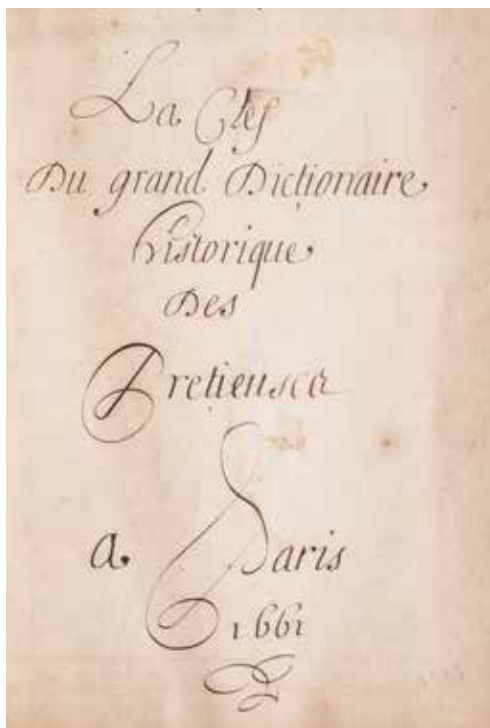 La Clef
Du grand Dictionaire
historique
Des
Pretieuses
a Paris
1661